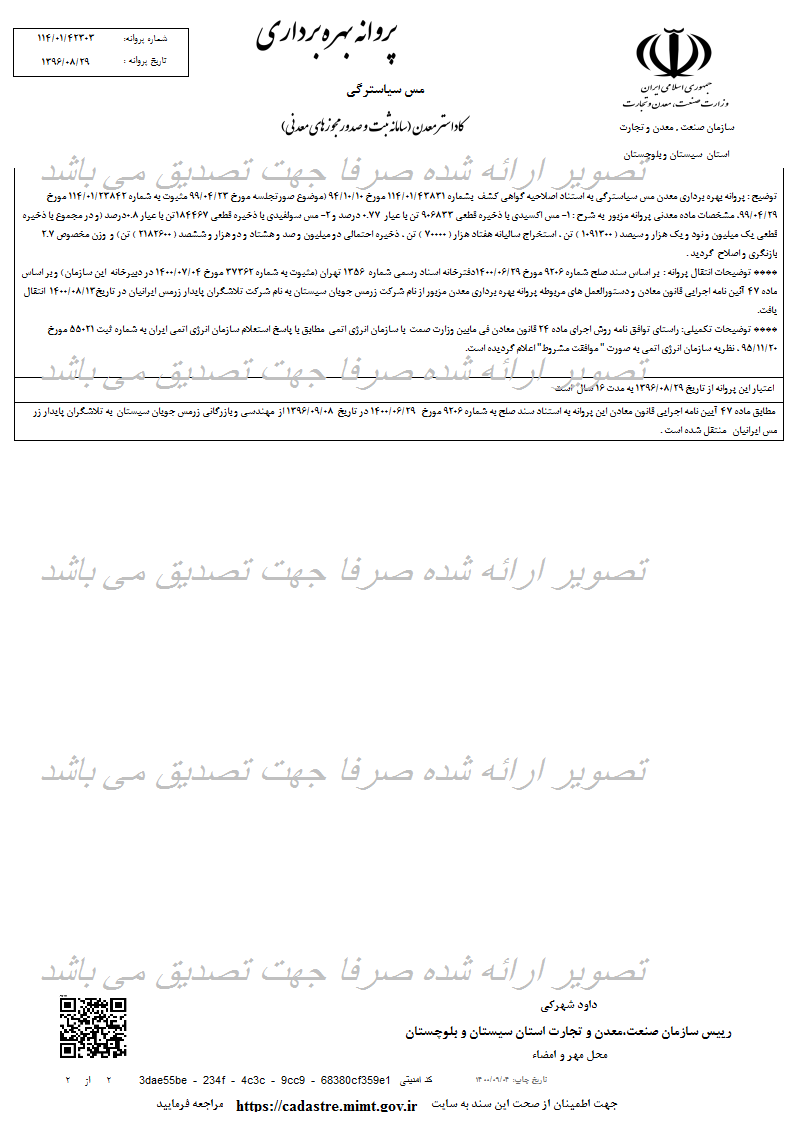 شماره پروانه: ۱۱۴/۰۱/۴۲۳۰۳
تاریخ پروانه : ۱۳۹۶/۰۸/۲۹
پروانه بهره برداری
مس سیاسترگی
کاداستر معدن (سامانه ثبت و صدور مجوزهای معدنی)
جمهوری اسلامی ایران
وزارت صنعت، معدن و تجارت
سازمان صنعت , معدن و تجارت
استان سیستان وبلوچستان
تصویر ارائه شده صرفا جهت تصدیق می باشد
توضیح : پروانه بهره برداری معدن مس سیاسترگی به استناد اصلاحیه گواهی کشف بشماره ۱۱۴/۰۱/۴۳۸۳۱ مورخ ۹۴/۱۰/۱۰ (موضوع صورتجلسه مورخ ۹۹/۰۴/۲۳ مثبوت به شماره ۱۱۴/۰۱/۲۳۸۴۲ مورخ
۹۹/۰۴/۲۹، مشخصات ماده معدنی پروانه مزبور به شرح : ۱- مس اکسیدی با ذخیره قطعی ۹۰۶۸۳۳ تن با عیار ۰.۷۷ درصد و ۲- مس سولفیدی با ذخیره قطعی ۱۸۴۴۶۷تن با عیار ۰.۸درصد (و در مجموع با ذخیره
قطعی یک میلیون و نود و یک هزار و سیصد ( ۱۰۹۱۳۰۰ ) تن ، استخراج سالیانه هفتاد هزار ( ۷۰۰۰۰ ) تن ، ذخیره احتمالی دو میلیون و صد و هشتاد و دو هزار و ششصد ( ۲۱۸۲۶۰۰ ) تن) و وزن مخصوص ۲.۷
بازنگری و اصلاح گردید .
**** توضیحات انتقال پروانه : بر اساس سند صلح شماره ۹۲۰۶ مورخ ۱۴۰۰/۰۶/۲۹دفترخانه اسناد رسمی شماره ۱۳۵۶ تهران (مثبوت به شماره ۳۷۳۶۲ مورخ ۱۴۰۰/۰۷/۰۴ در دبیرخانه این سازمان) و بر اساس
ماده ۴۷ آئین نامه اجرایی قانون معادن و دستورالعمل های مربوطه پروانه بهره برداری معدن مزبور از نام شرکت زرمس جویان سیستان به نام شرکت تلاشگران پایدار زرمس ایرانیان در تاریخ ۱۴۰۰/۰۸/۱۳ انتقال
یافت.
**** توضیحات تکمیلی: راستای توافق نامه روش اجرای ماده ۲۴ قانون معادن فی مابین وزارت صمت با سازمان انرژی اتمی مطابق با پاسخ استعلام سازمان انرژی اتمی ایران به شماره ثبت ۵۵۰۲۱ مورخ
۹۵/۱۱/۲۰ ، نظریه سازمان انرژی اتمی به صورت " موافقت مشروط" اعلام گردیده است.
تصویر ارائه شده صرفا جهت تصدیق می باشد
اعتبار این پروانه از تاریخ ۱۳۹۶/۰۸/۲۹ به مدت ۱۶ سال است
مطابق ماده ۴۷ آیین نامه اجرایی قانون معادن این پروانه به استناد سند صلح به شماره ۹۲۰۶ مورخ ۱۴۰۰/۰۶/۲۹ در تاریخ ۱۳۹۶/۰۹/۰۸ از مهندسی و بازرگانی زرمس جویان سیستان به تلاشگران پایدار زر
مس ایرانیان منتقل شده است .
تصویر ارائه شده صرفا جهت تصدیق می باشد
تصویر ارائه شده صرفا جهت تصدیق می باشد
تصویر ارائه شده صرفا جهت تصدیق می باشد
داود شهرکی
رییس سازمان صنعت،معدن و تجارت استان سیستان و بلوچستان
محل مهر و امضاء
تاریخ چاپ: ۱۴۰۰/۰۹/۰۴ کد امنیتی 3dae55be - 234f - 4c3c - 9cc9 - 68380cf359e1 ۲ از ۲
جهت اطمینان از صحت این سند به سایت https://cadastre.mimt.gov.ir مراجعه فرمایید